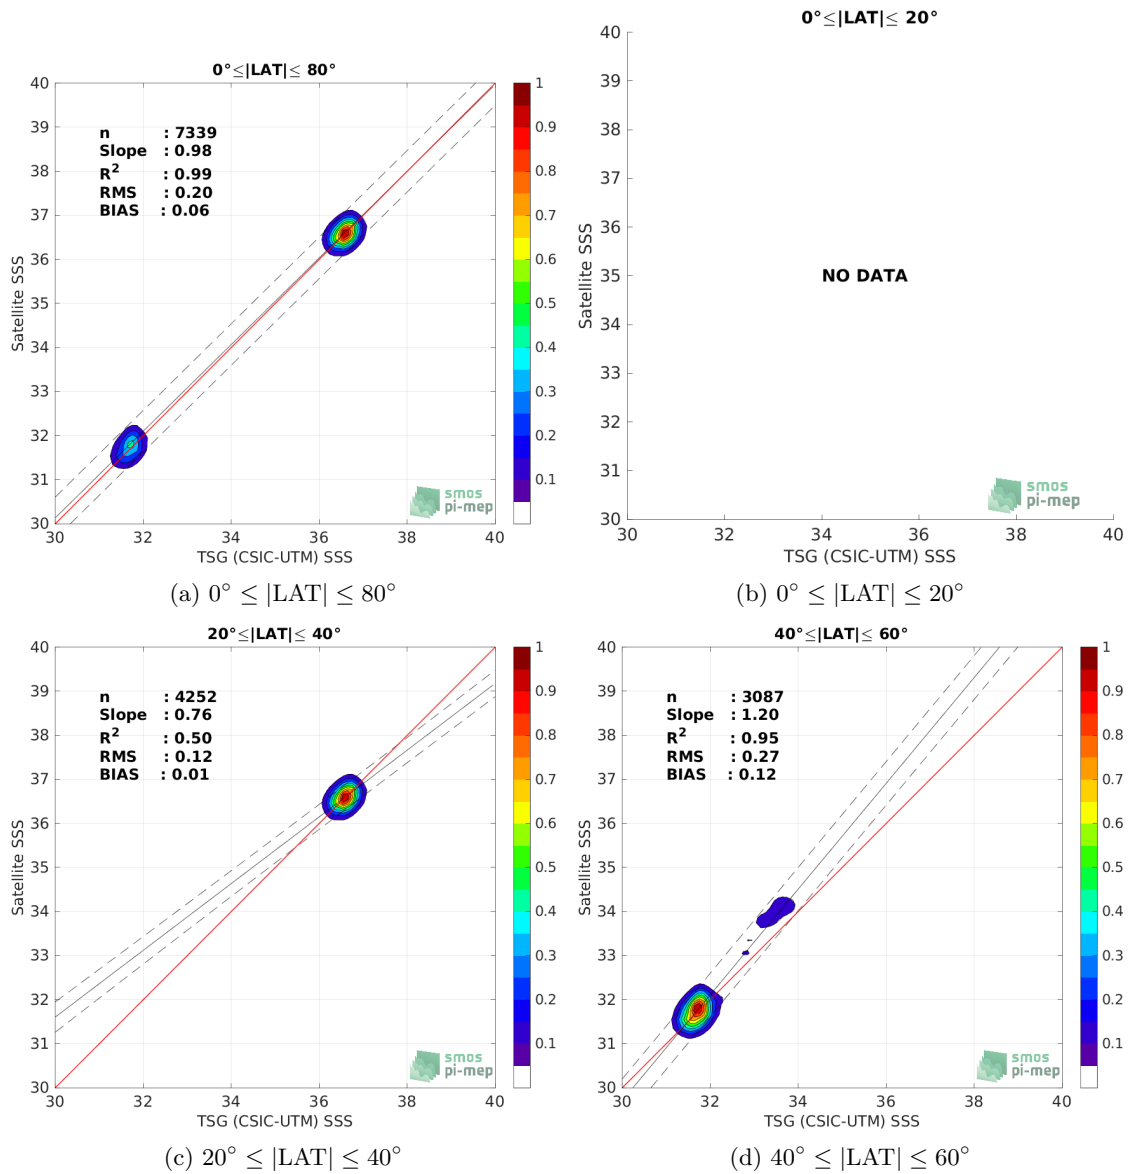 0°≤|LAT|≤ 80°
40
39
38
37
36
35
34
33
32
31
30
Satellite SSS
n : 7339
Slope : 0.98
R² : 0.99
RMS : 0.20
BIAS : 0.06
smos
pi-mep
30 32 34 36 38 40
TSG (CSIC-UTM) SSS
1
0.9
0.8
0.7
0.6
0.5
0.4
0.3
0.2
0.1
(a) 0° ≤ |LAT| ≤ 80°
0°≤|LAT|≤ 20°
40
39
38
37
36
35
34
33
32
31
30
Satellite SSS
NO DATA
smos
pi-mep
30 32 34 36 38 40
TSG (CSIC-UTM) SSS
(b) 0° ≤ |LAT| ≤ 20°
20°≤|LAT|≤ 40°
40
39
38
37
36
35
34
33
32
31
30
Satellite SSS
n : 4252
Slope : 0.76
R² : 0.50
RMS : 0.12
BIAS : 0.01
smos
pi-mep
30 32 34 36 38 40
TSG (CSIC-UTM) SSS
1
0.9
0.8
0.7
0.6
0.5
0.4
0.3
0.2
0.1
(c) 20° ≤ |LAT| ≤ 40°
40°≤|LAT|≤ 60°
40
39
38
37
36
35
34
33
32
31
30
Satellite SSS
n : 3087
Slope : 1.20
R² : 0.95
RMS : 0.27
BIAS : 0.12
smos
pi-mep
30 32 34 36 38 40
TSG (CSIC-UTM) SSS
1
0.9
0.8
0.7
0.6
0.5
0.4
0.3
0.2
0.1
(d) 40° ≤ |LAT| ≤ 60°